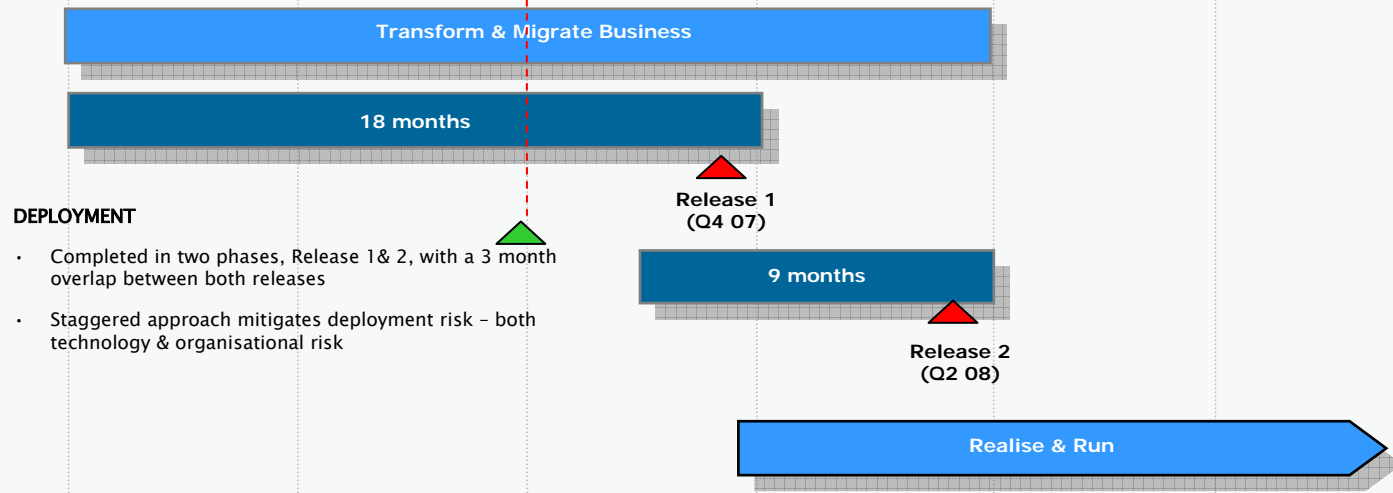 Transform & Migrate Business
18 months
Release 1
(Q4 07)
DEPLOYMENT
• Completed in two phases, Release 1& 2, with a 3 month
overlap between both releases
• Staggered approach mitigates deployment risk – both
technology & organisational risk
9 months
Release 2
(Q2 08)
Realise & Run